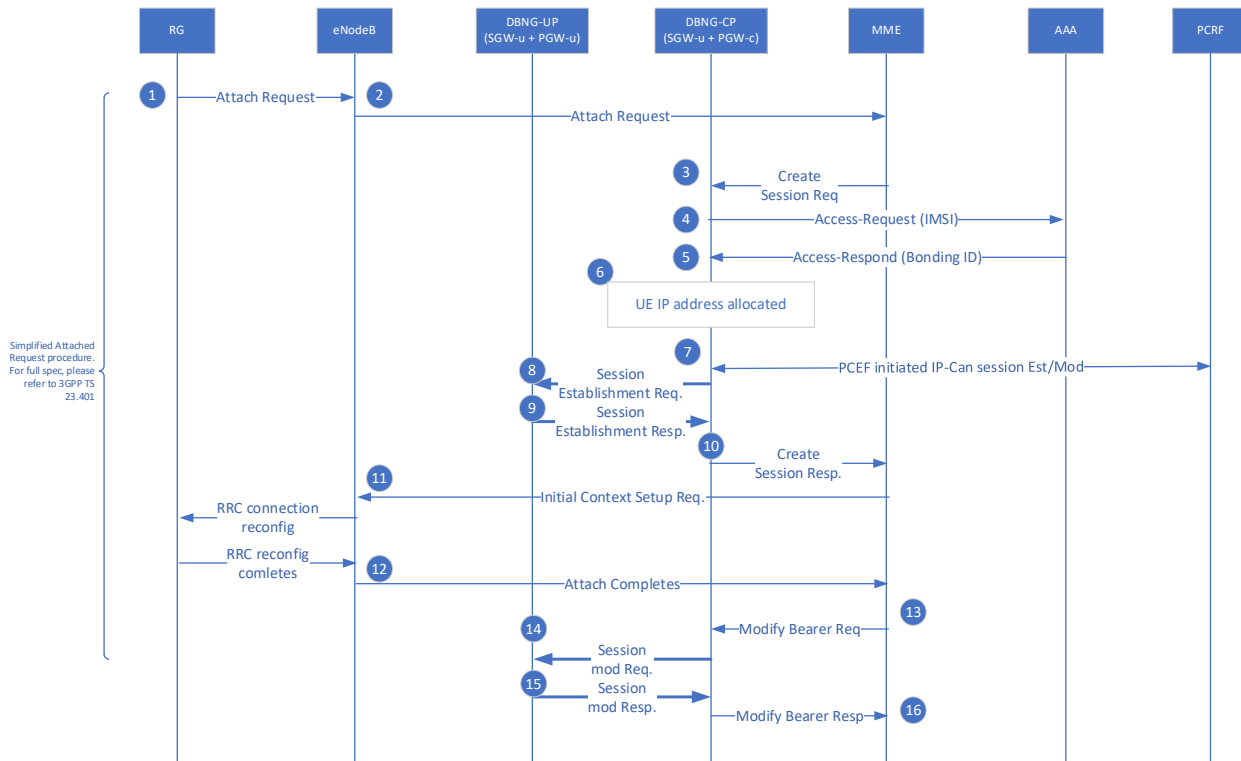 RG
eNodeB
DBNG-UP
(SGW-u + PGW-u)
DBNG-CP
(SGW-u + PGW-c)
MME
AAA
PCRF
1
Attach Request
2
Attach Request
3
Create
Session Req
4
Access-Request (IMSI)
5
Access-Respond (Bonding ID)
6
UE IP address allocated
Simplified Attached
Request procedure.
For full spec, please
refer to 3GPP TS
23.401
7
PCEF initiated IP-Can session Est/Mod
8
Session
Establishment Req.
9
Session
Establishment Resp.
10
Create
Session Resp.
11
Initial Context Setup Req.
RRC connection
reconfig
RRC reconfig
comletes
12
Attach Completes
13
Modify Bearer Req
14
Session
mod Req.
15
Session
mod Resp.
Modify Bearer Resp
16